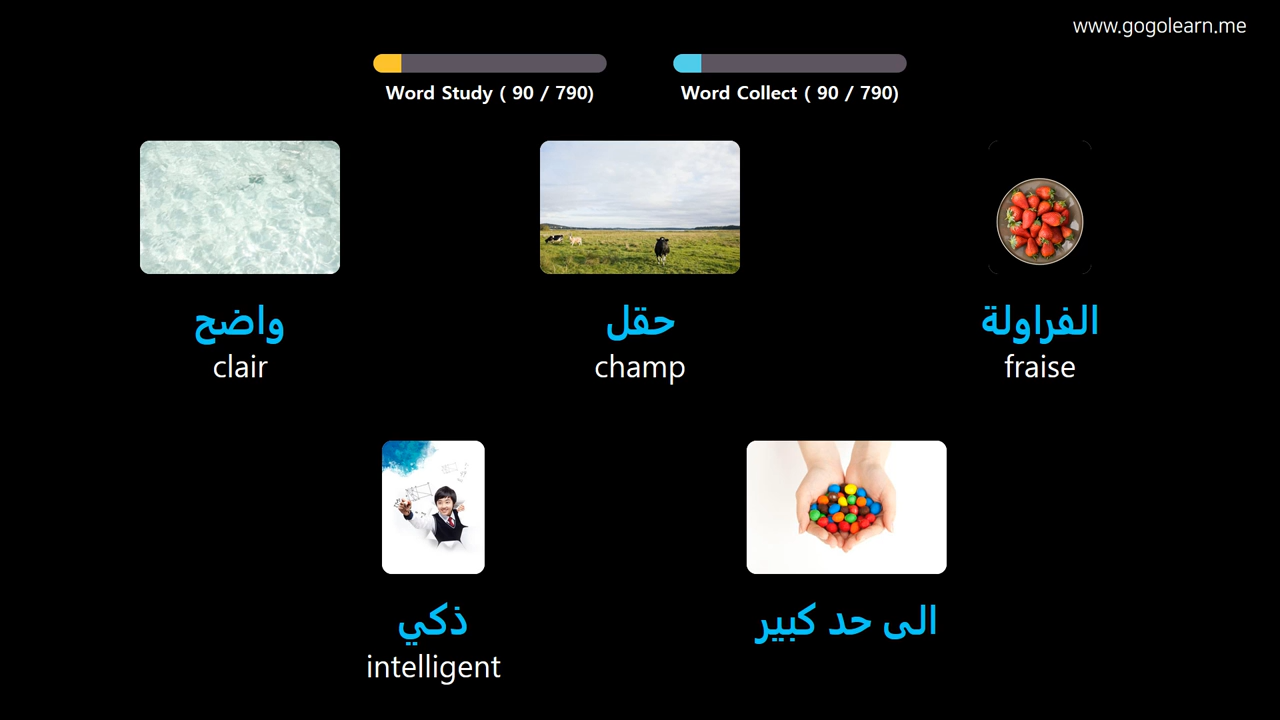 www.gogolearn.me
Word Study ( 90 / 790)
Word Collect ( 90 / 790)
واضح
clair
حقل
champ
الفراولة
fraise
ذكي
intelligent
الى حد كبير